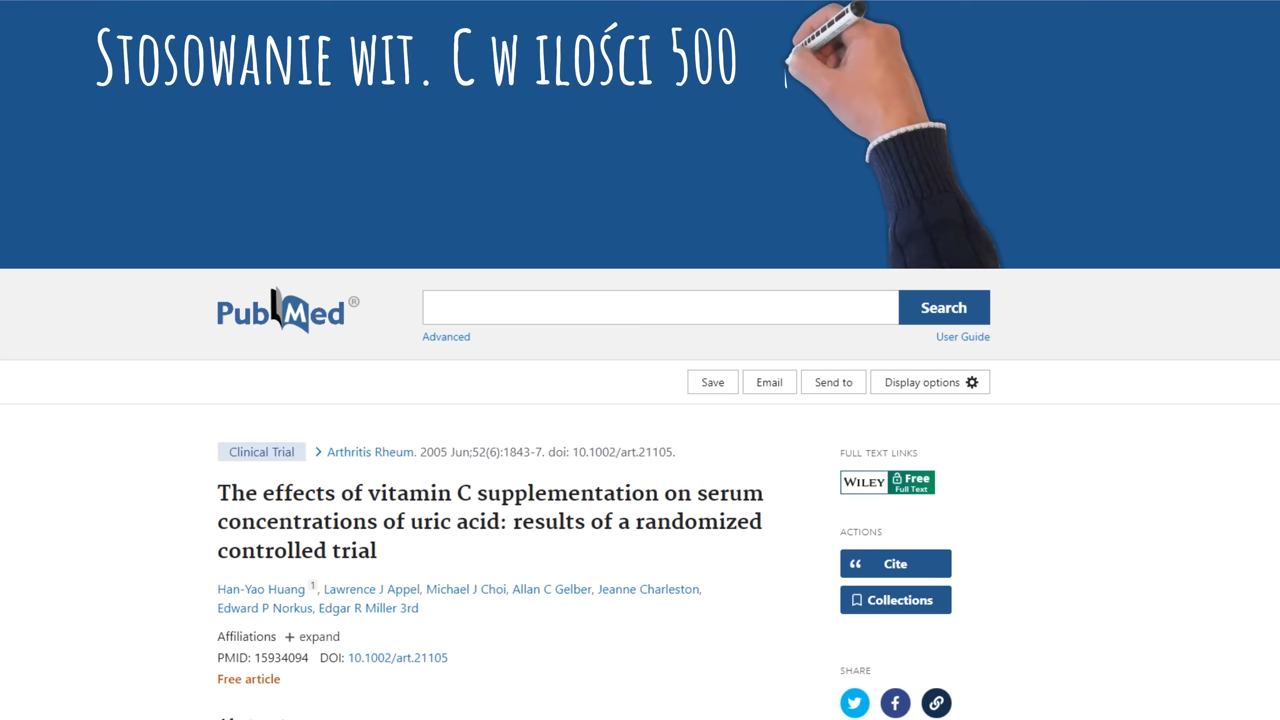 Stosowanie wit. C w ilości 500
PubMed®
Search
Advanced
User Guide
Save
Email
Send to
Display options
Clinical Trial
Arthritis Rheum. 2005 Jun;52(6):1843-7. doi: 10.1002/art.21105.
The effects of vitamin C supplementation on serum
concentrations of uric acid: results of a randomized
controlled trial
Han-Yao Huang 1, Lawrence J Appel, Michael J Choi, Allan C Gelber, Jeanne Charleston,
Edward P Norkus, Edgar R Miller 3rd
Affiliations + expand
PMID: 15934094 DOI: 10.1002/art.21105
Free article
FULL TEXT LINKS
WILEY Free
Full Text
ACTIONS
Cite
Collections
SHARE